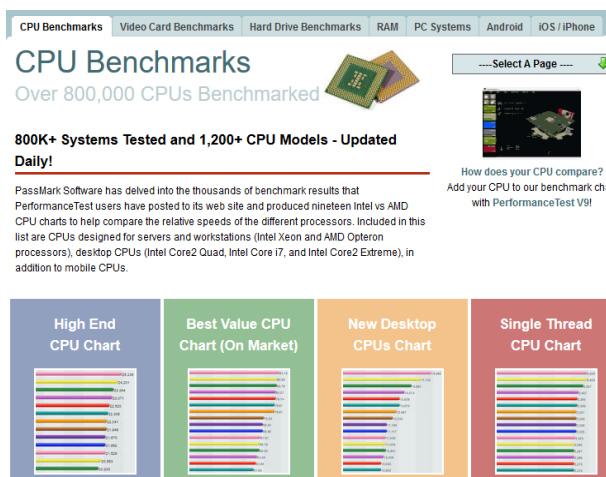 CPU Benchmarks
Video Card Benchmarks
Hard Drive Benchmarks
RAM
PC Systems
Android
iOS / iPhone
CPU Benchmarks
Over 800,000 CPUs Benchmarked
----Select A Page ----
800K+ Systems Tested and 1,200+ CPU Models - Updated
Daily!
PassMark Software has delved into the thousands of benchmark results that
PerformanceTest users have posted to its web site and produced nineteen Intel vs AMD
CPU charts to help compare the relative speeds of the different processors. Included in this
list are CPUs designed for servers and workstations (Intel Xeon and AMD Opteron
processors), desktop CPUs (Intel Core2 Quad, Intel Core i7, and Intel Core2 Extreme), in
addition to mobile CPUs.
How does your CPU compare?
Add your CPU to our benchmark cha
with PerformanceTest V9!
High End
CPU Chart
Best Value CPU
Chart (On Market)
New Desktop
CPUs Chart
Single Thread
CPU Chart